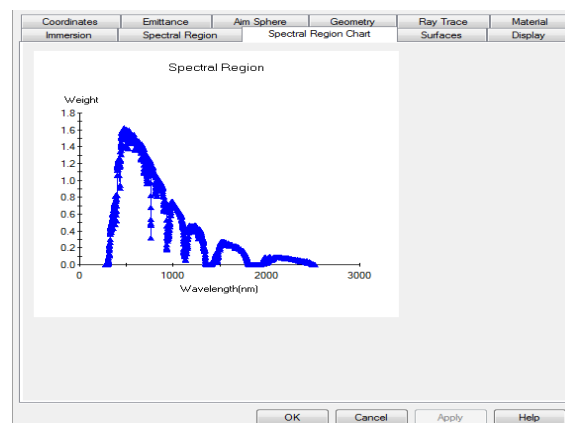 Coordinates Emittance Aim Sphere Geometry Ray Trace Material
Immersion Spectral Region Spectral Region Chart Surfaces Display
Spectral Region
Weight
1.8
1.6
1.4
1.2
1.0
0.8
0.6
0.4
0.2
0.0
0 1000 2000 3000
Wavelength(nm)
OK Cancel Apply Help